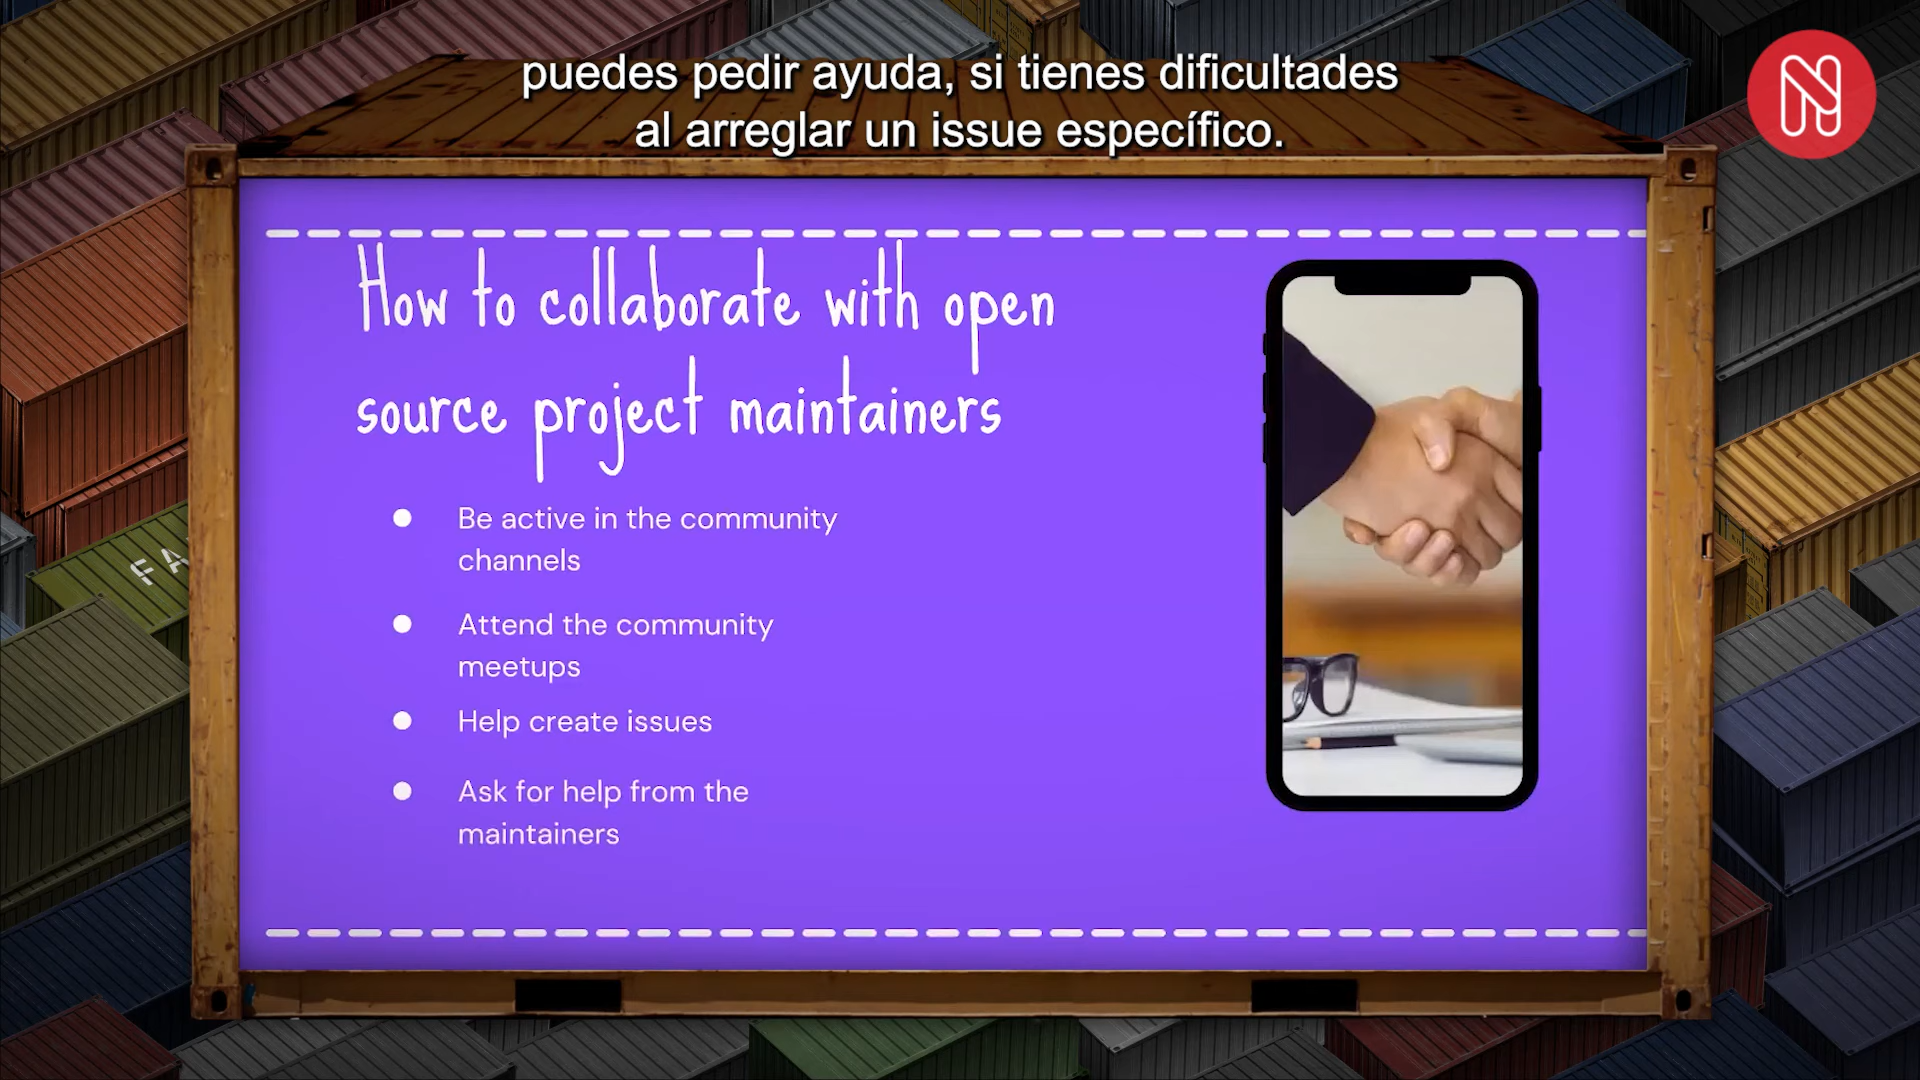 puedes pedir ayuda, si tienes dificultades
al arreglar un issue específico.
How to collaborate with open
source project maintainers
Be active in the community
channels
Attend the community
meetups
Help create issues
Ask for help from the
maintainers
FA